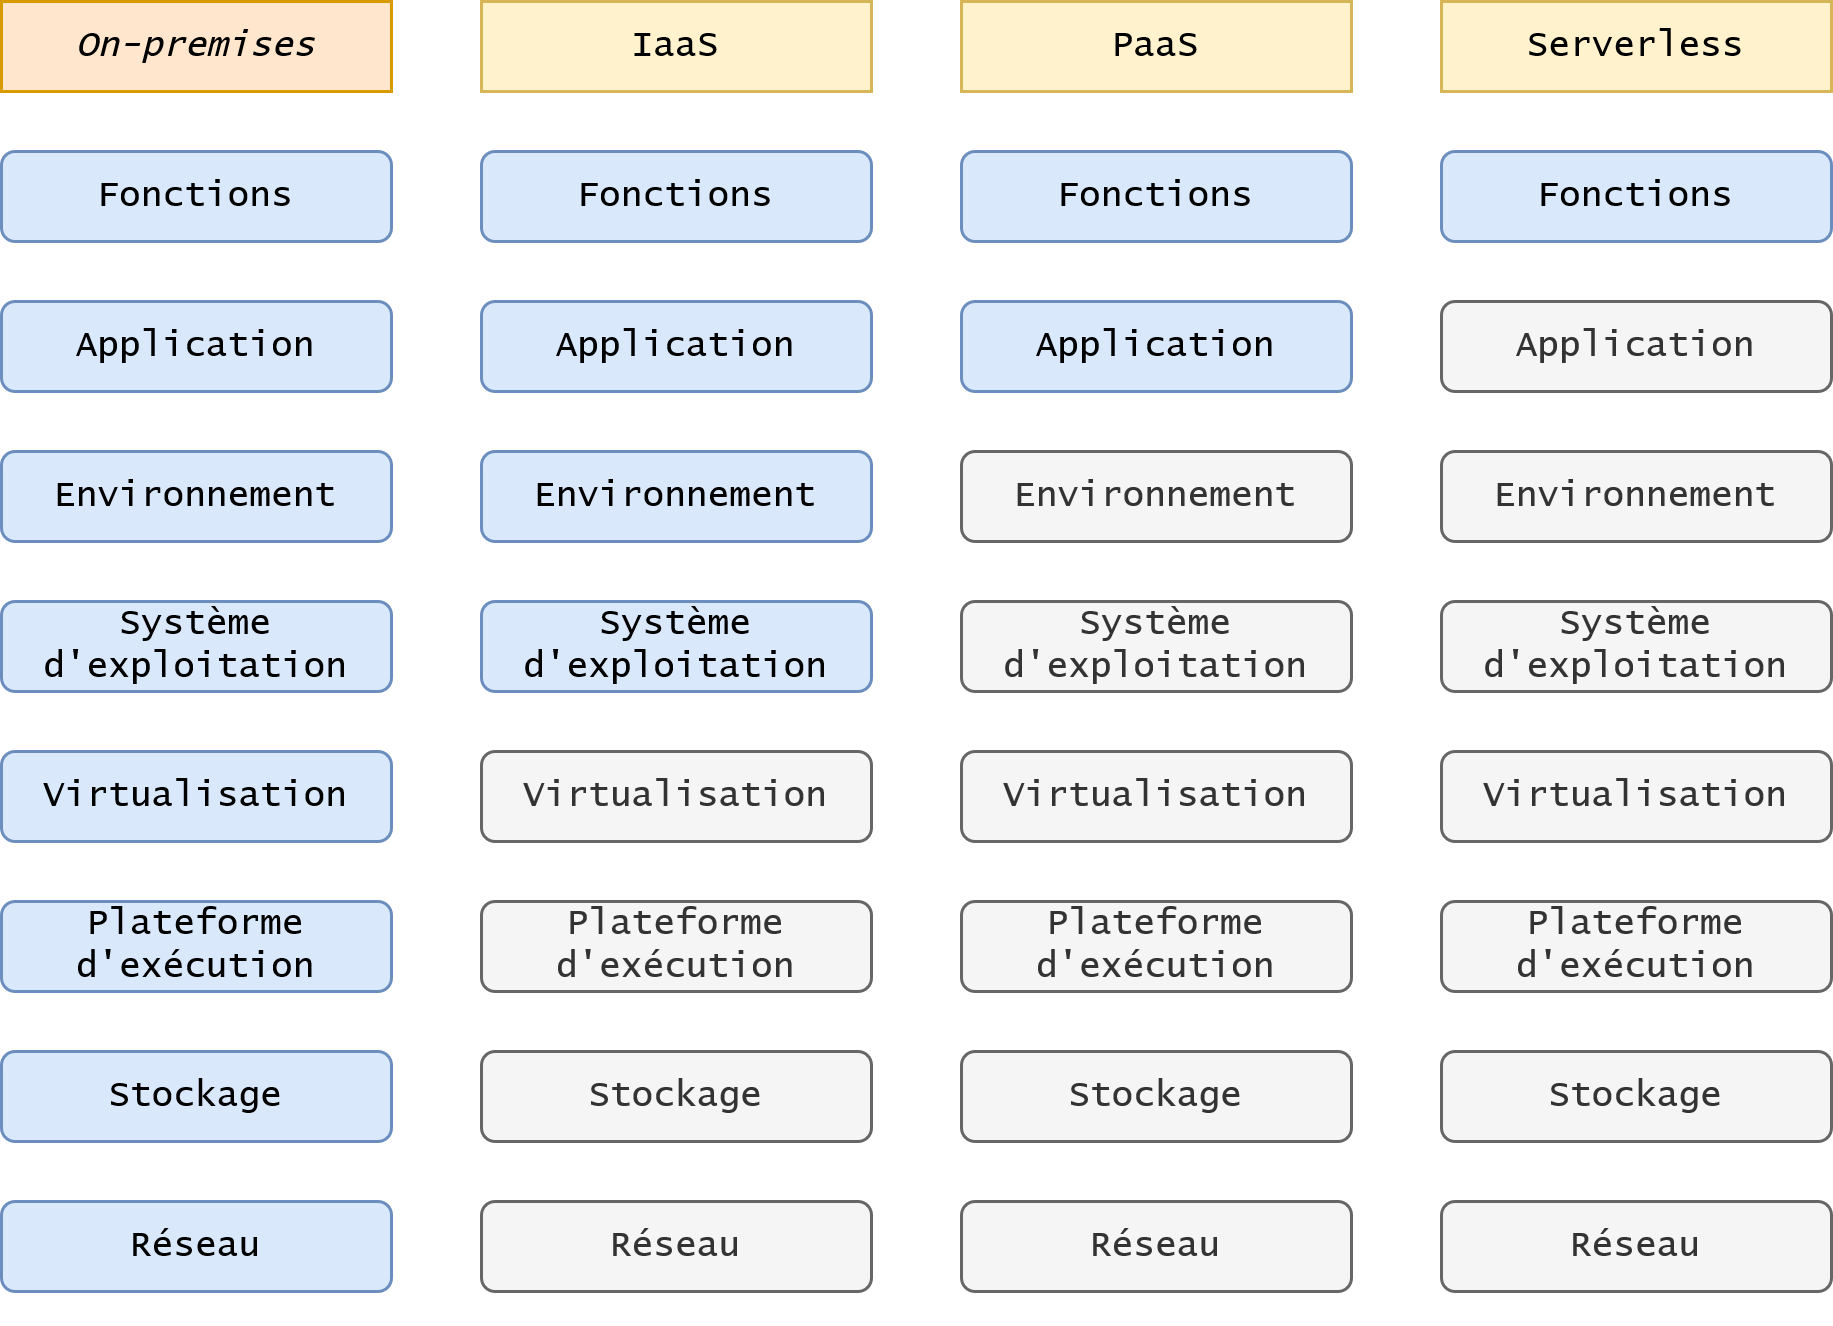 On-premises
IaaS
PaaS
Serverless
Fonctions
Fonctions
Fonctions
Fonctions
Application
Application
Application
Application
Environnement
Environnement
Environnement
Environnement
Système
d'exploitation
Système
d'exploitation
Système
d'exploitation
Système
d'exploitation
Virtualisation
Virtualisation
Virtualisation
Virtualisation
Plateforme
d'exécution
Plateforme
d'exécution
Plateforme
d'exécution
Plateforme
d'exécution
Stockage
Stockage
Stockage
Stockage
Réseau
Réseau
Réseau
Réseau